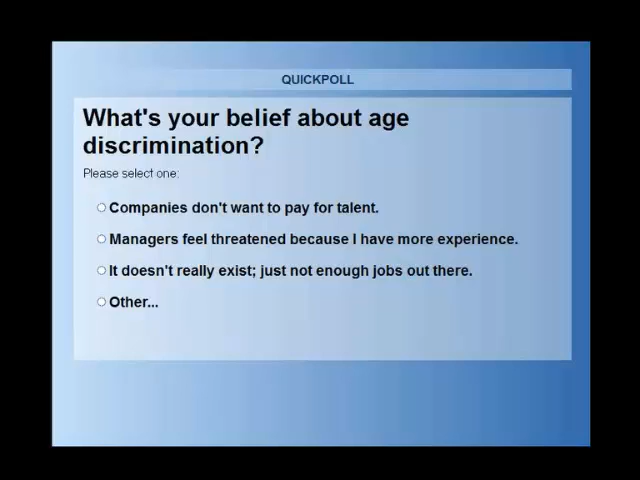 QUICKPOLL
What's your belief about age
discrimination?
Please select one:
Companies don't want to pay for talent.
Managers feel threatened because I have more experience.
It doesn't really exist; just not enough jobs out there.
Other...